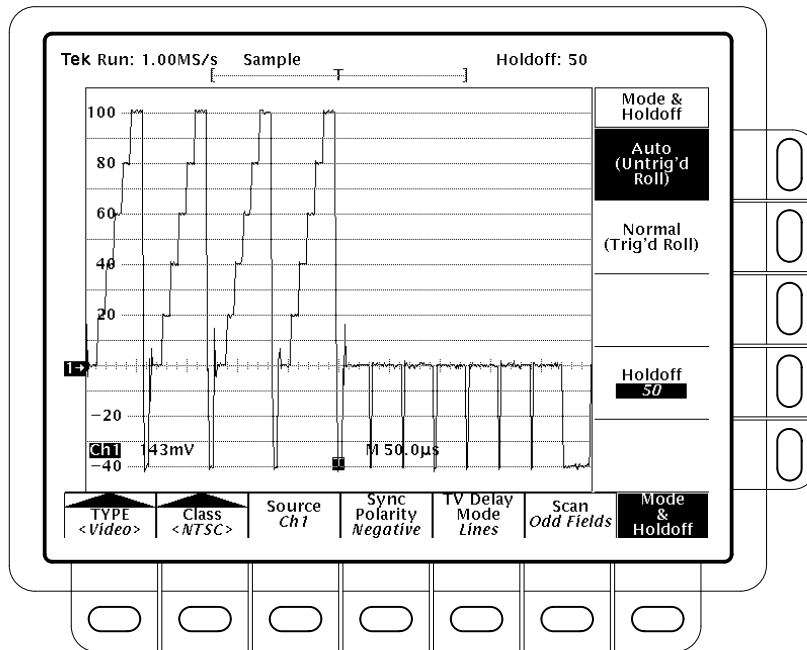 Tek Run: 1.00MS/s Sample Holdoff: 50
[ T ]
100
80
60
40
20
1→
−20
−40
Ch1 143mV M 50.0µs
T
Mode &
Holdoff
Auto
(Untrig'd
Roll)
Normal
(Trig'd Roll)
Holdoff
50
TYPE
<Video>
Class
<NTSC>
Source
Ch1
Sync
Polarity
Negative
TV Delay
Mode
Lines
Scan
Odd Fields
Mode
&
Holdoff